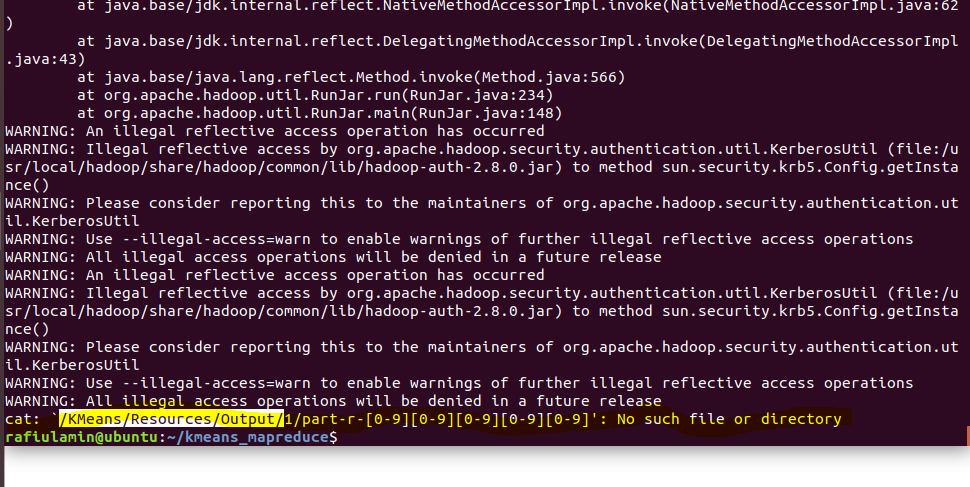 at java.base/jdk.internal.reflect.NativeMethodAccessorImpl.invoke(NativeMethodAccessorImpl.java:62
)
at java.base/jdk.internal.reflect.DelegatingMethodAccessorImpl.invoke(DelegatingMethodAccessorImpl
.java:43)
at java.base/java.lang.reflect.Method.invoke(Method.java:566)
at org.apache.hadoop.util.RunJar.run(RunJar.java:234)
at org.apache.hadoop.util.RunJar.main(RunJar.java:148)
WARNING: An illegal reflective access operation has occurred
WARNING: Illegal reflective access by org.apache.hadoop.security.authentication.util.KerberosUtil (file:/u
sr/local/hadoop/share/hadoop/common/lib/hadoop-auth-2.8.0.jar) to method sun.security.krb5.Config.getInsta
nce()
WARNING: Please consider reporting this to the maintainers of org.apache.hadoop.security.authentication.ut
il.KerberosUtil
WARNING: Use --illegal-access=warn to enable warnings of further illegal reflective access operations
WARNING: All illegal access operations will be denied in a future release
WARNING: An illegal reflective access operation has occurred
WARNING: Illegal reflective access by org.apache.hadoop.security.authentication.util.KerberosUtil (file:/u
sr/local/hadoop/share/hadoop/common/lib/hadoop-auth-2.8.0.jar) to method sun.security.krb5.Config.getInsta
nce()
WARNING: Please consider reporting this to the maintainers of org.apache.hadoop.security.authentication.ut
il.KerberosUtil
WARNING: Use --illegal-access=warn to enable warnings of further illegal reflective access operations
WARNING: All illegal access operations will be denied in a future release
cat: `/KMeans/Resources/Output/1/part-r-[0-9][0-9][0-9][0-9][0-9]': No such file or directory
rafiulamin@ubuntu:~/kmeans_mapreduce$